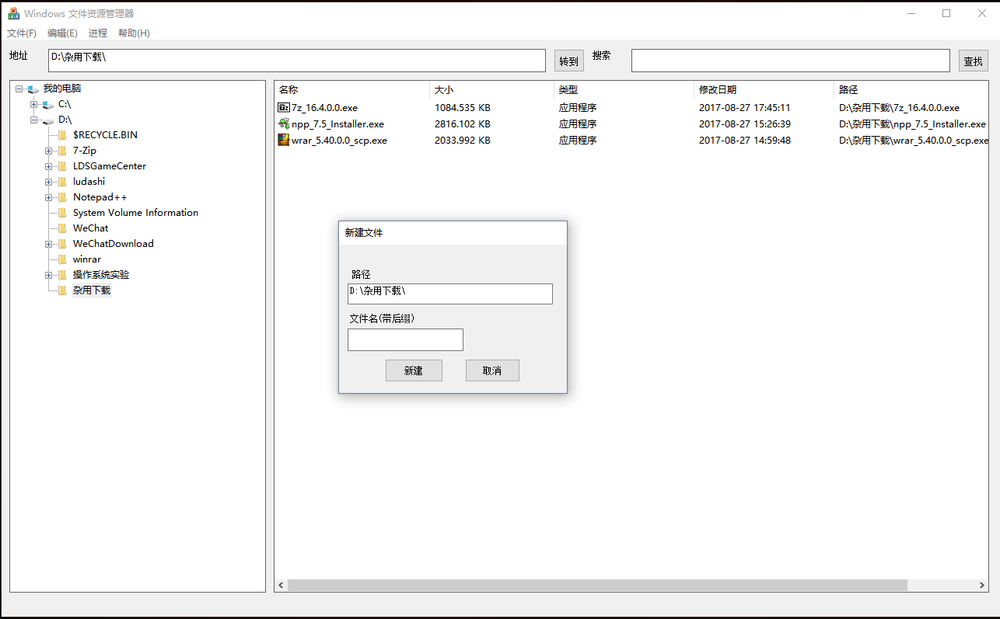 Windows 文件资源管理器
文件(F) 编辑(E) 进程 帮助(H)
地址 D:\杂用下载\ 转到 搜索 查找
我的电脑
C:\
D:\
$RECYCLE.BIN
7-Zip
LDSGameCenter
ludashi
Notepad++
System Volume Information
WeChat
WeChatDownload
winrar
操作系统实验
杂用下载
名称 大小 类型 修改日期 路径
7z_16.4.0.0.exe 1084.535 KB 应用程序 2017-08-27 17:45:11 D:\杂用下载\7z_16.4.0.0.exe
npp_7.5_Installer.exe 2816.102 KB 应用程序 2017-08-27 15:26:39 D:\杂用下载\npp_7.5_Installer.exe
wrar_5.40.0.0_scp.exe 2033.992 KB 应用程序 2017-08-27 14:59:48 D:\杂用下载\wrar_5.40.0.0_scp.exe
新建文件
路径
D:\杂用下载\
文件名(带后缀)
新建 取消